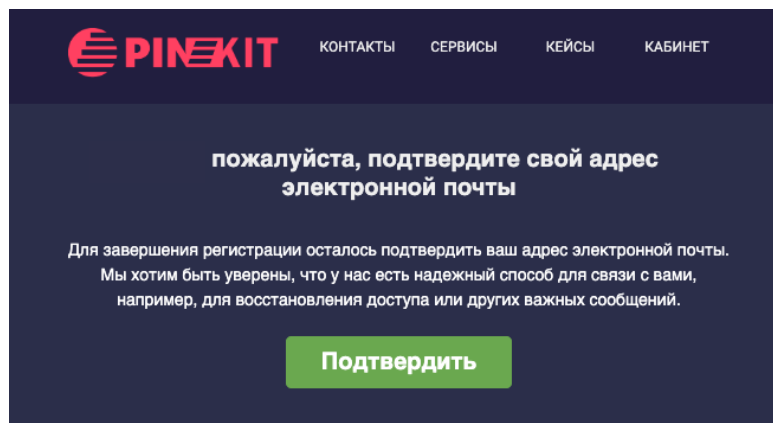 PINKIT
КОНТАКТЫ СЕРВИСЫ КЕЙСЫ КАБИНЕТ
пожалуйста, подтвердите свой адрес
электронной почты
Для завершения регистрации осталось подтвердить ваш адрес электронной почты.
Мы хотим быть уверены, что у нас есть надежный способ для связи с вами,
например, для восстановления доступа или других важных сообщений.
Подтвердить